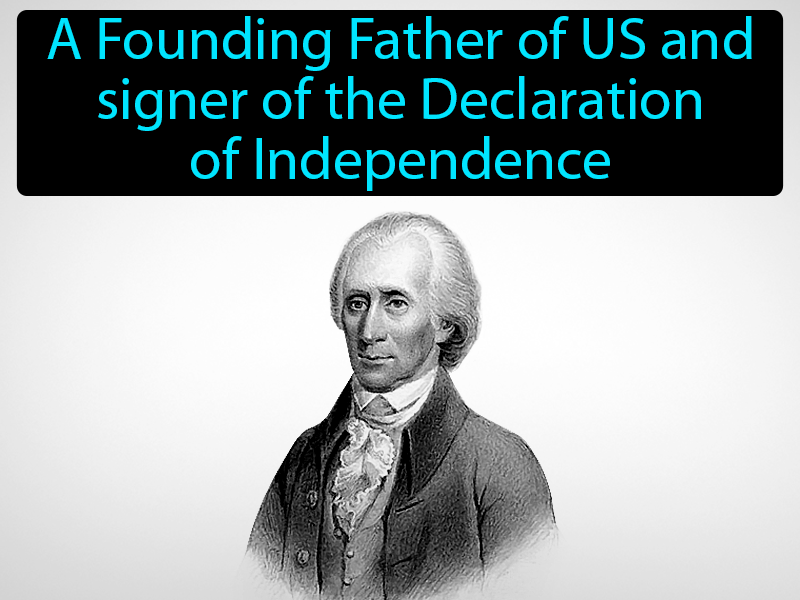 A Founding Father of US and
signer of the Declaration
of Independence